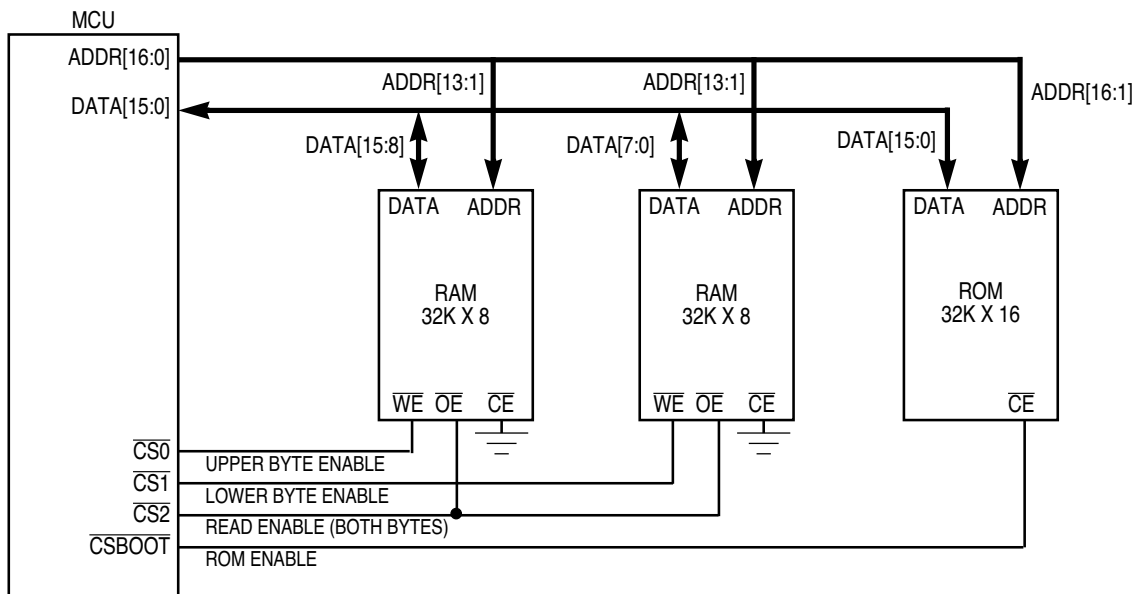 MCU
ADDR[16:0]
DATA[15:0]
ADDR[13:1]
ADDR[13:1]
ADDR[16:1]
DATA[15:8]
DATA[7:0]
DATA[15:0]
DATA ADDR
RAM
32K X 8
WE OE CE
DATA ADDR
RAM
32K X 8
WE OE CE
DATA ADDR
ROM
32K X 16
CE
CS0
UPPER BYTE ENABLE
CS1
LOWER BYTE ENABLE
CS2
READ ENABLE (BOTH BYTES)
CSBOOT
ROM ENABLE